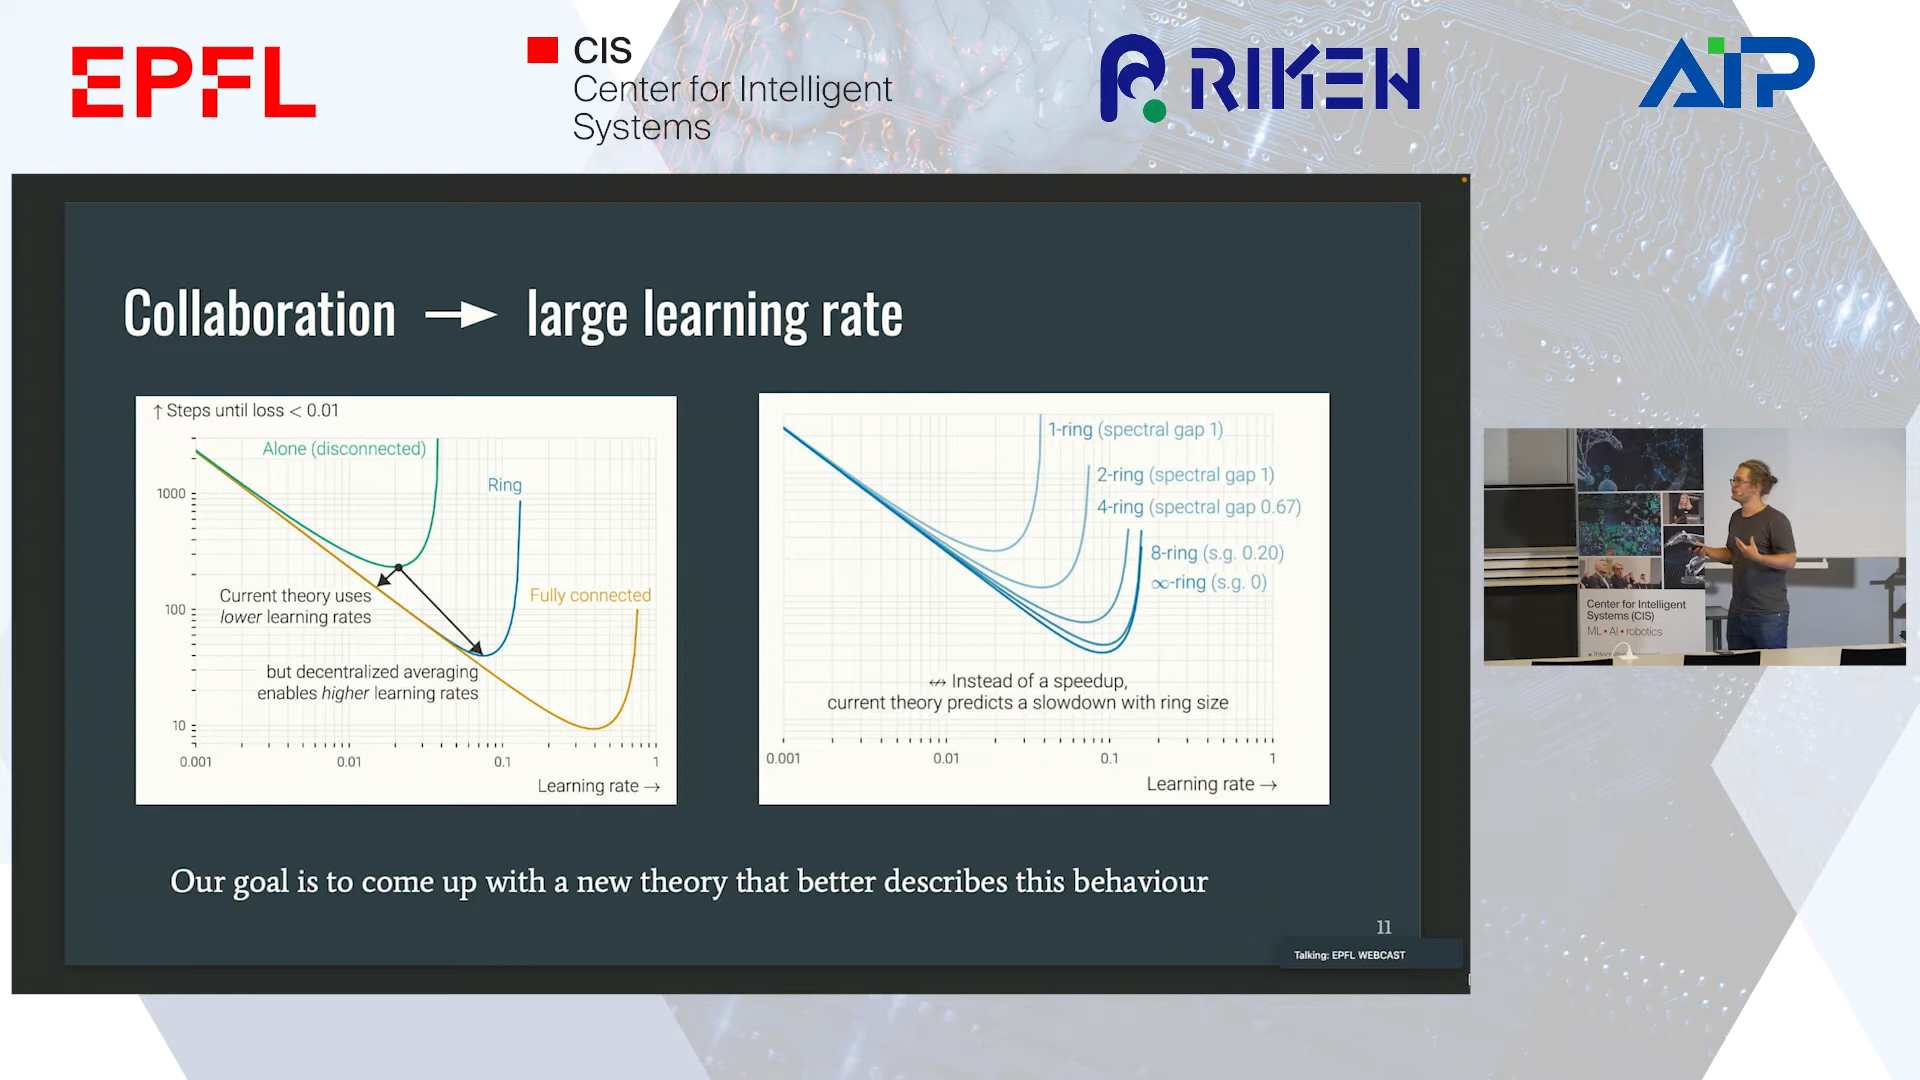 EPFL
CIS
Center for Intelligent
Systems
RIKEN
AIP
Collaboration → large learning rate
↑ Steps until loss < 0.01
Alone (disconnected)
Ring
Fully connected
1000
100
10
Current theory uses
lower learning rates
but decentralized averaging
enables higher learning rates
0.001 0.01 0.1 1
Learning rate →
1-ring (spectral gap 1)
2-ring (spectral gap 1)
4-ring (spectral gap 0.67)
8-ring (s.g. 0.20)
∞-ring (s.g. 0)
↮ Instead of a speedup,
current theory predicts a slowdown with ring size
0.001 0.01 0.1 1
Learning rate →
Our goal is to come up with a new theory that better describes this behaviour
11
Talking: EPFL WEBCAST
Center for Intelligent
Systems (CIS)
ML • AI • robotics